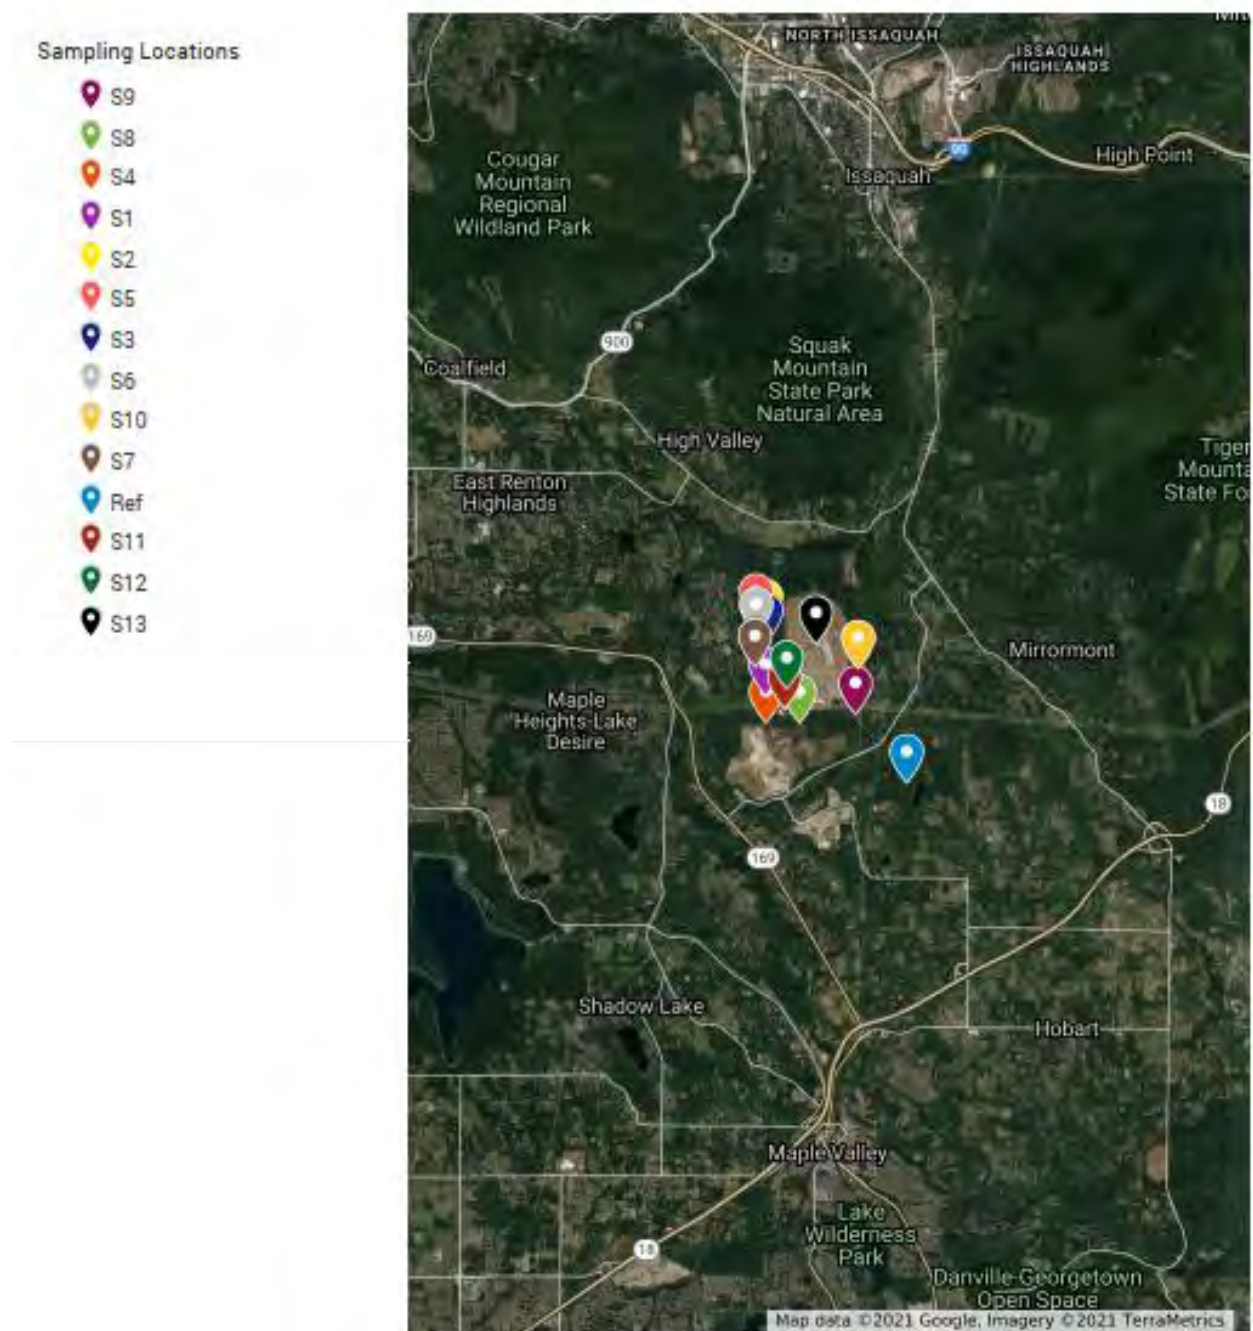 Sampling Locations
S9
S8
S4
S1
S2
S5
S3
S6
S10
S7
Ref
S11
S12
S13
NORTH ISSAQUAH
ISSAQUAH
HIGHLANDS
90
High Point
Issaquah
Cougar
Mountain
Regional
Wildland Park
900
Coalfield
Squak
Mountain
State Park
Natural Area
High Valley
East Renton
Highlands
Tiger
Mounta
State Fo
169
Mirrormont
Maple
Heights-Lake
Desire
18
169
Shadow Lake
Hobart
Maple Valley
Lake
Wilderness
Park
18
Danville-Georgetown
Open Space
Map data ©2021 Google, Imagery ©2021 TerraMetrics